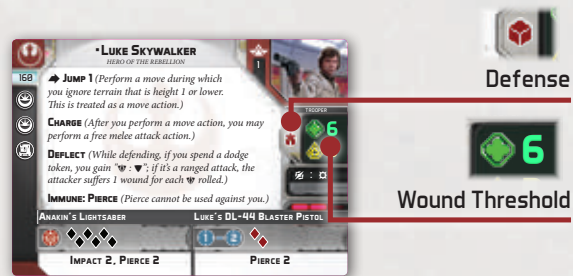 •Luke Skywalker
HERO OF THE REBELLION
1
160
Jump 1 (Perform a move during which
you ignore terrain that is height 1 or lower.
This is treated as a move action.)
Charge (After you perform a move action, you may
perform a free melee attack action.)
Deflect (While defending, if you spend a dodge
token, you gain " : "; if it's a ranged attack, the
attacker suffers 1 wound for each rolled.)
Immune: Pierce (Pierce cannot be used against you.)
TROOPER
6
Anakin's Lightsaber
Luke's DL-44 Blaster Pistol
1–2
Impact 2, Pierce 2
Pierce 2
Defense
6
Wound Threshold